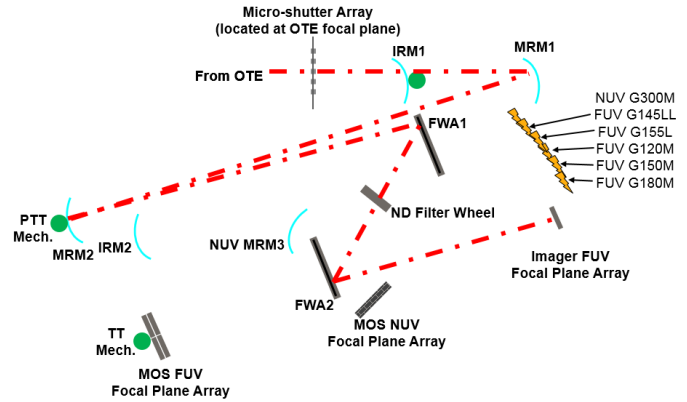 Micro-shutter Array
(located at OTE focal plane)
IRM1
MRM1
From OTE
NUV G300M
FUV G145LL
FUV G155L
FUV G120M
FUV G150M
FUV G180M
FWA1
ND Filter Wheel
PTT
Mech.
MRM2
IRM2
NUV MRM3
Imager FUV
Focal Plane Array
FWA2
MOS NUV
Focal Plane Array
TT
Mech.
MOS FUV
Focal Plane Array